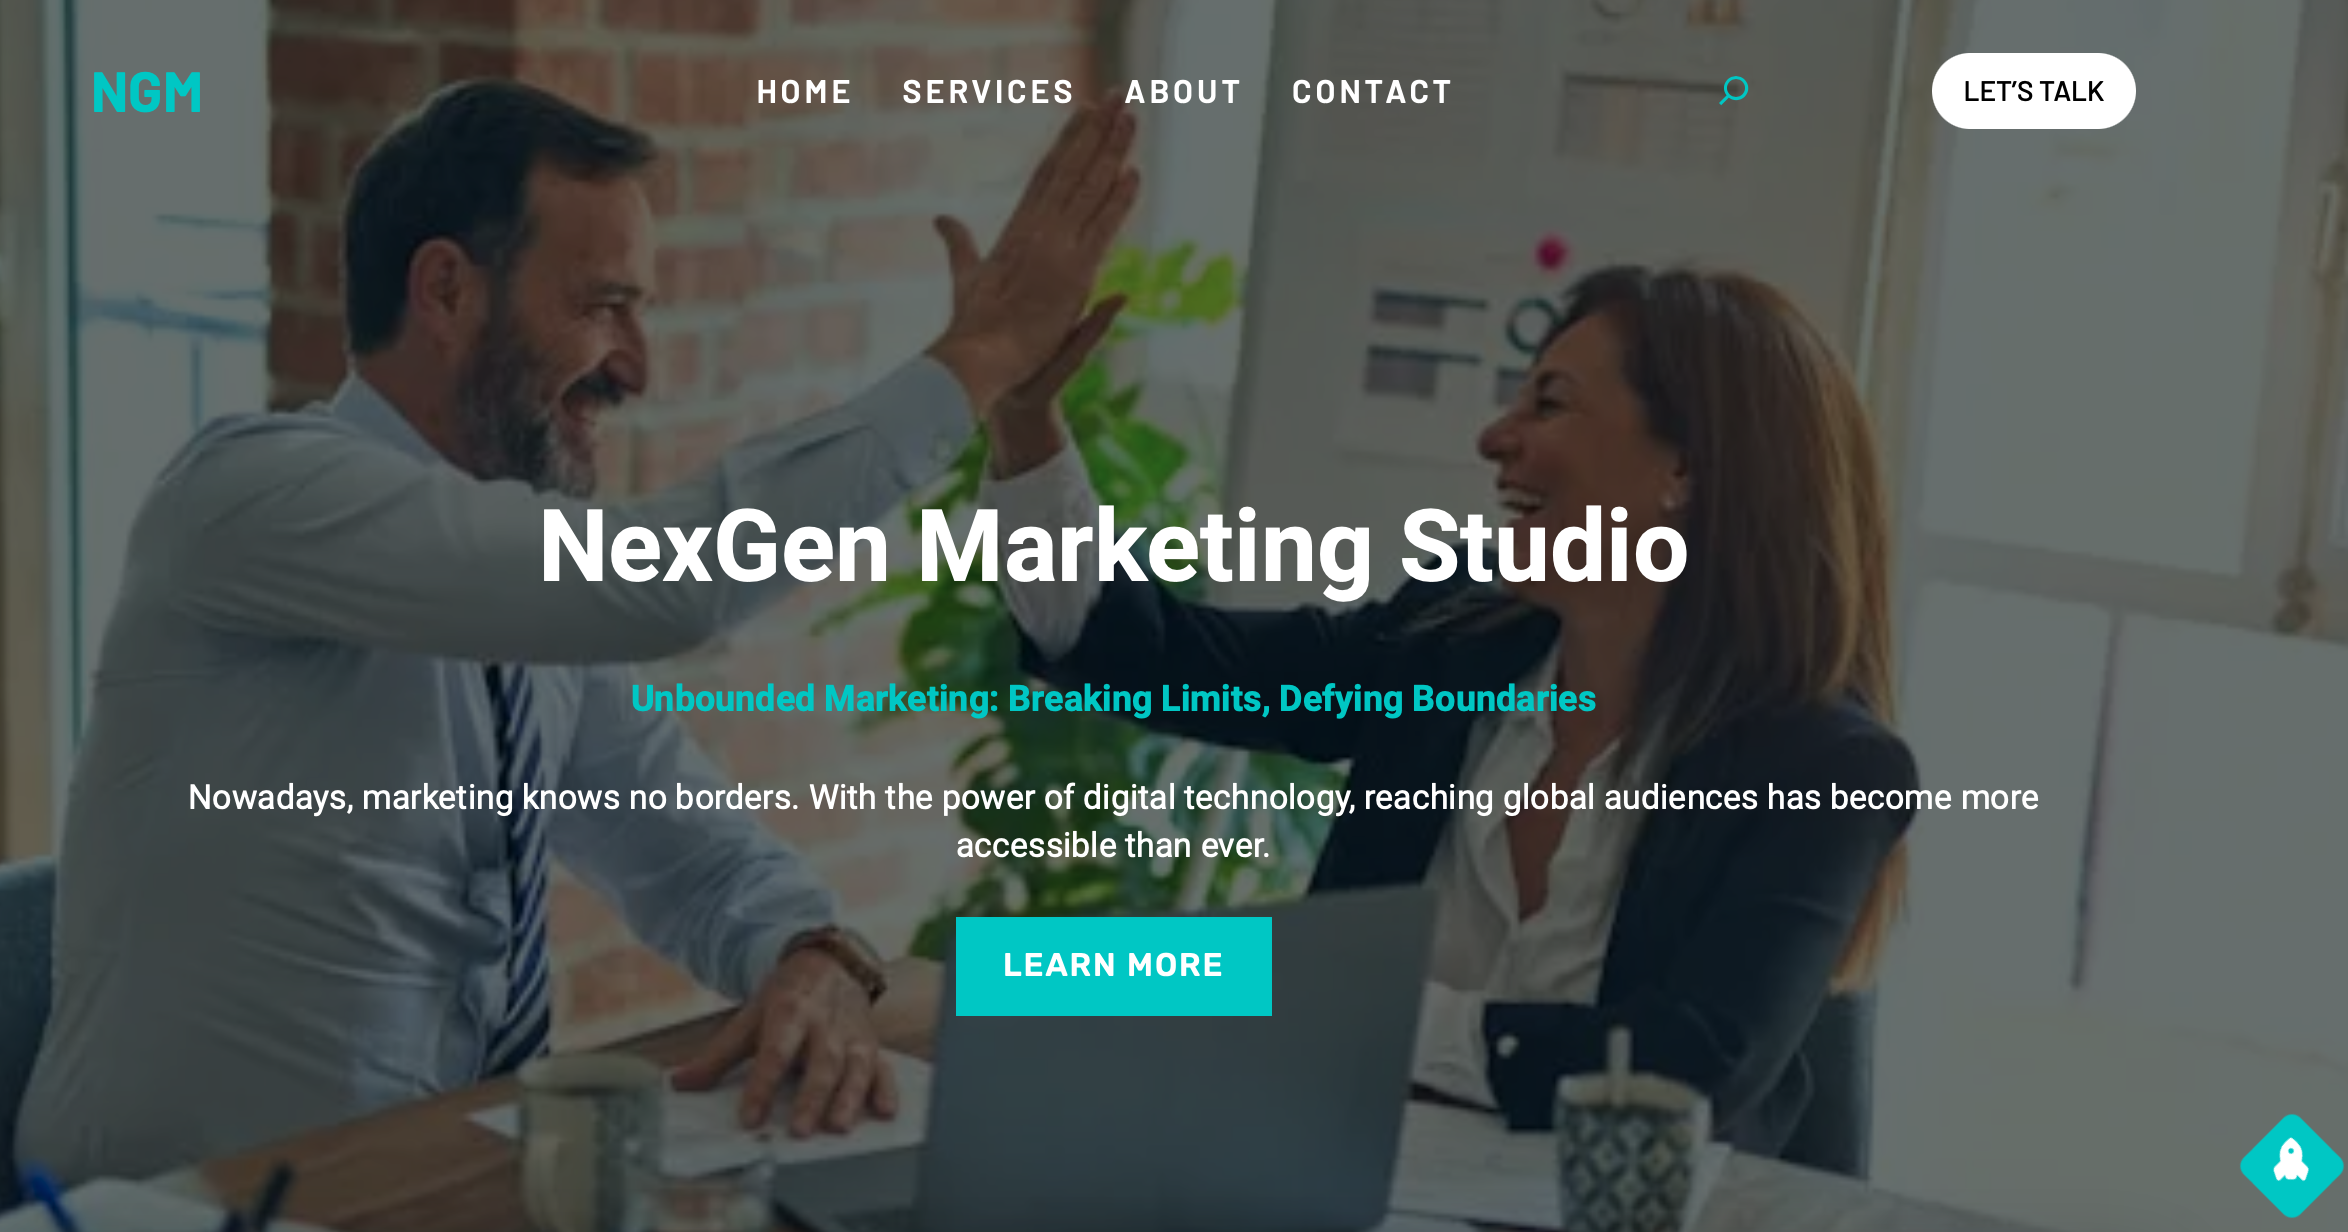 NGM
HOME SERVICES ABOUT CONTACT
LET’S TALK
NexGen Marketing Studio
Unbounded Marketing: Breaking Limits, Defying Boundaries
Nowadays, marketing knows no borders. With the power of digital technology, reaching global audiences has become more
accessible than ever.
LEARN MORE